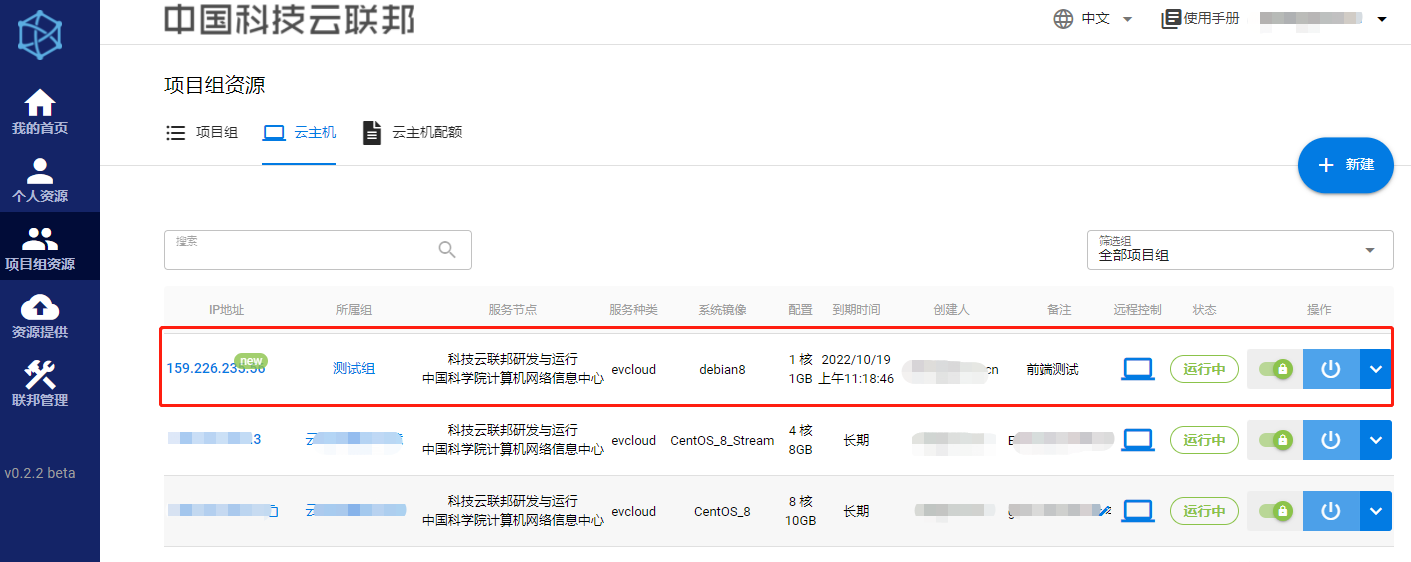 中国科技云联邦
中文
使用手册
我的首页
个人资源
项目组资源
资源提供
联邦管理
v0.2.2 beta
项目组资源
项目组
云主机
云主机配额
新建
搜索
筛选组
全部项目组
IP地址 所属组 服务节点 服务种类 系统镜像 配置 到期时间 创建人 备注 远程控制 状态 操作
new
159.226.235. 测试组 科技云联邦研发与运行 evcloud debian8 1 核 2022/10/19 cn 前端测试 运行中
中国科学院计算机网络信息中心 1GB 上午11:18:46
3 科技云联邦研发与运行 evcloud CentOS_8_Stream 4 核 长期 运行中
中国科学院计算机网络信息中心 8GB
科技云联邦研发与运行 evcloud CentOS_8 8 核 长期 运行中
中国科学院计算机网络信息中心 10GB